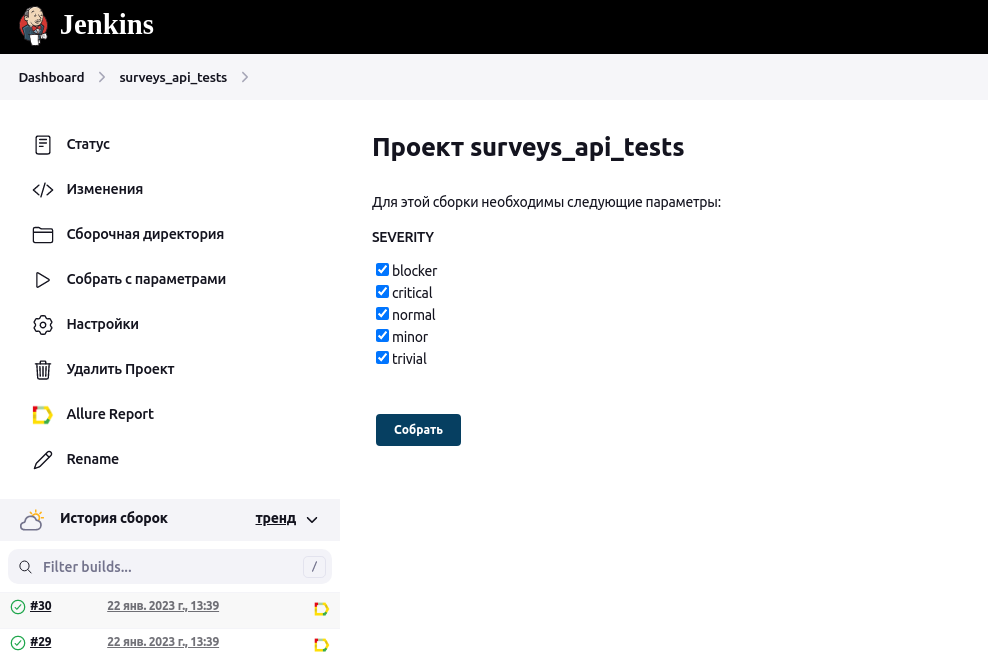 Jenkins
Dashboard
surveys_api_tests
Статус
Изменения
Сборочная директория
Собрать с параметрами
Настройки
Удалить Проект
Allure Report
Rename
История сборок
тренд
Filter builds...
/
#30 22 янв. 2023 г., 13:39
#29 22 янв. 2023 г., 13:39
Проект surveys_api_tests
Для этой сборки необходимы следующие параметры:
SEVERITY
blocker
critical
normal
minor
trivial
Собрать